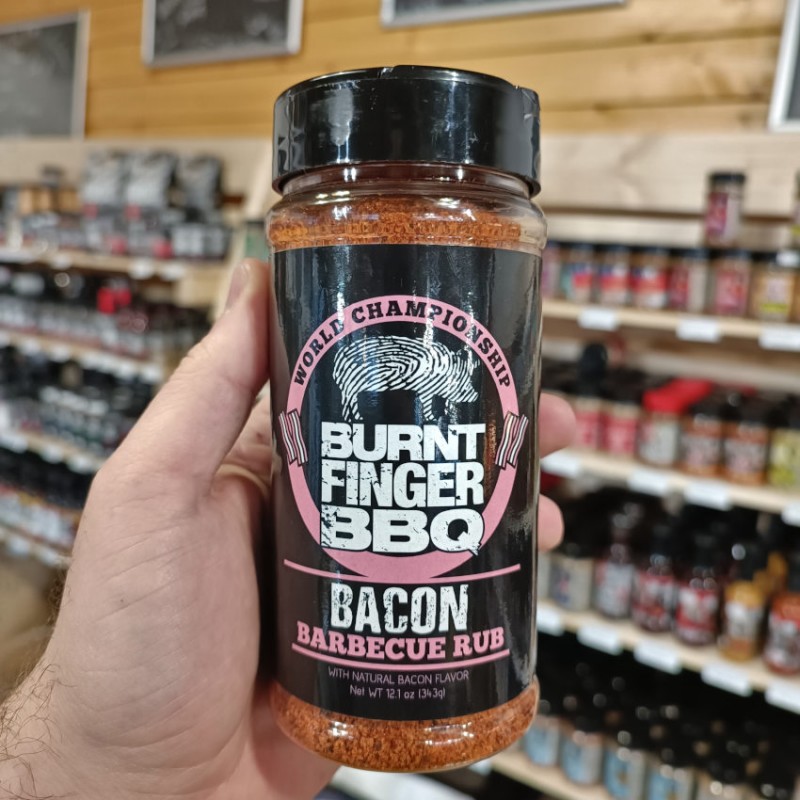 WORLD CHAMPIONSHIP
BURNT
FINGER
BBQ
BACON
BARBECUE RUB
WITH NATURAL BACON FLAVOR
Net WT 12.1 oz (343g)